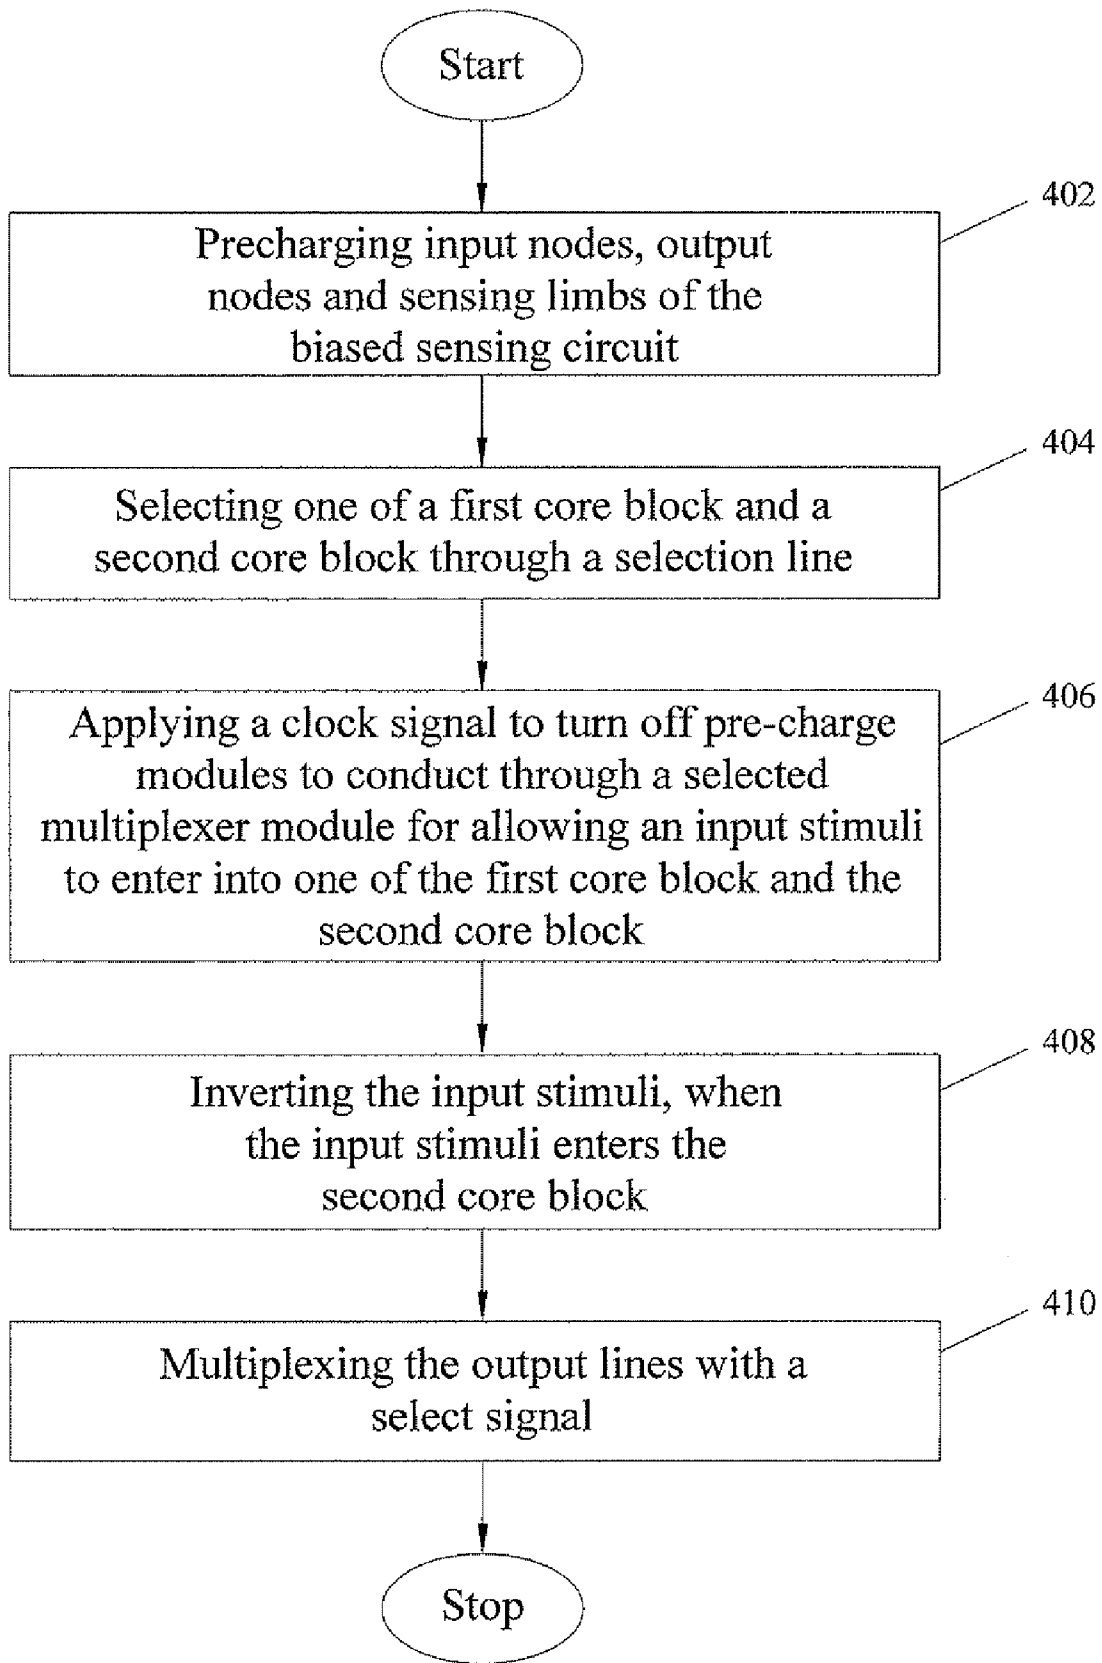 Start
402
Precharging input nodes, output
nodes and sensing limbs of the
biased sensing circuit
404
Selecting one of a first core block and a
second core block through a selection line
406
Applying a clock signal to turn off pre-charge
modules to conduct through a selected
multiplexer module for allowing an input stimuli
to enter into one of the first core block and the
second core block
408
Inverting the input stimuli, when
the input stimuli enters the
second core block
410
Multiplexing the output lines with a
select signal
Stop